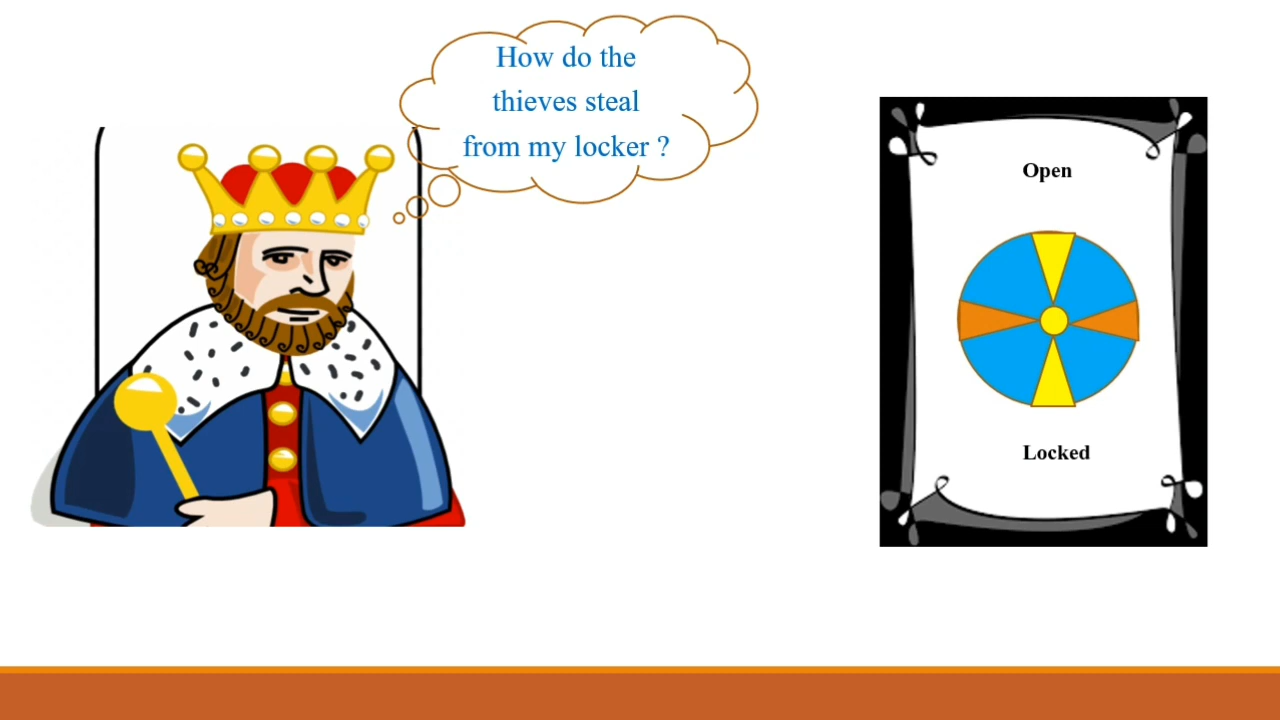 How do the
thieves steal
from my locker ?
Open
Locked